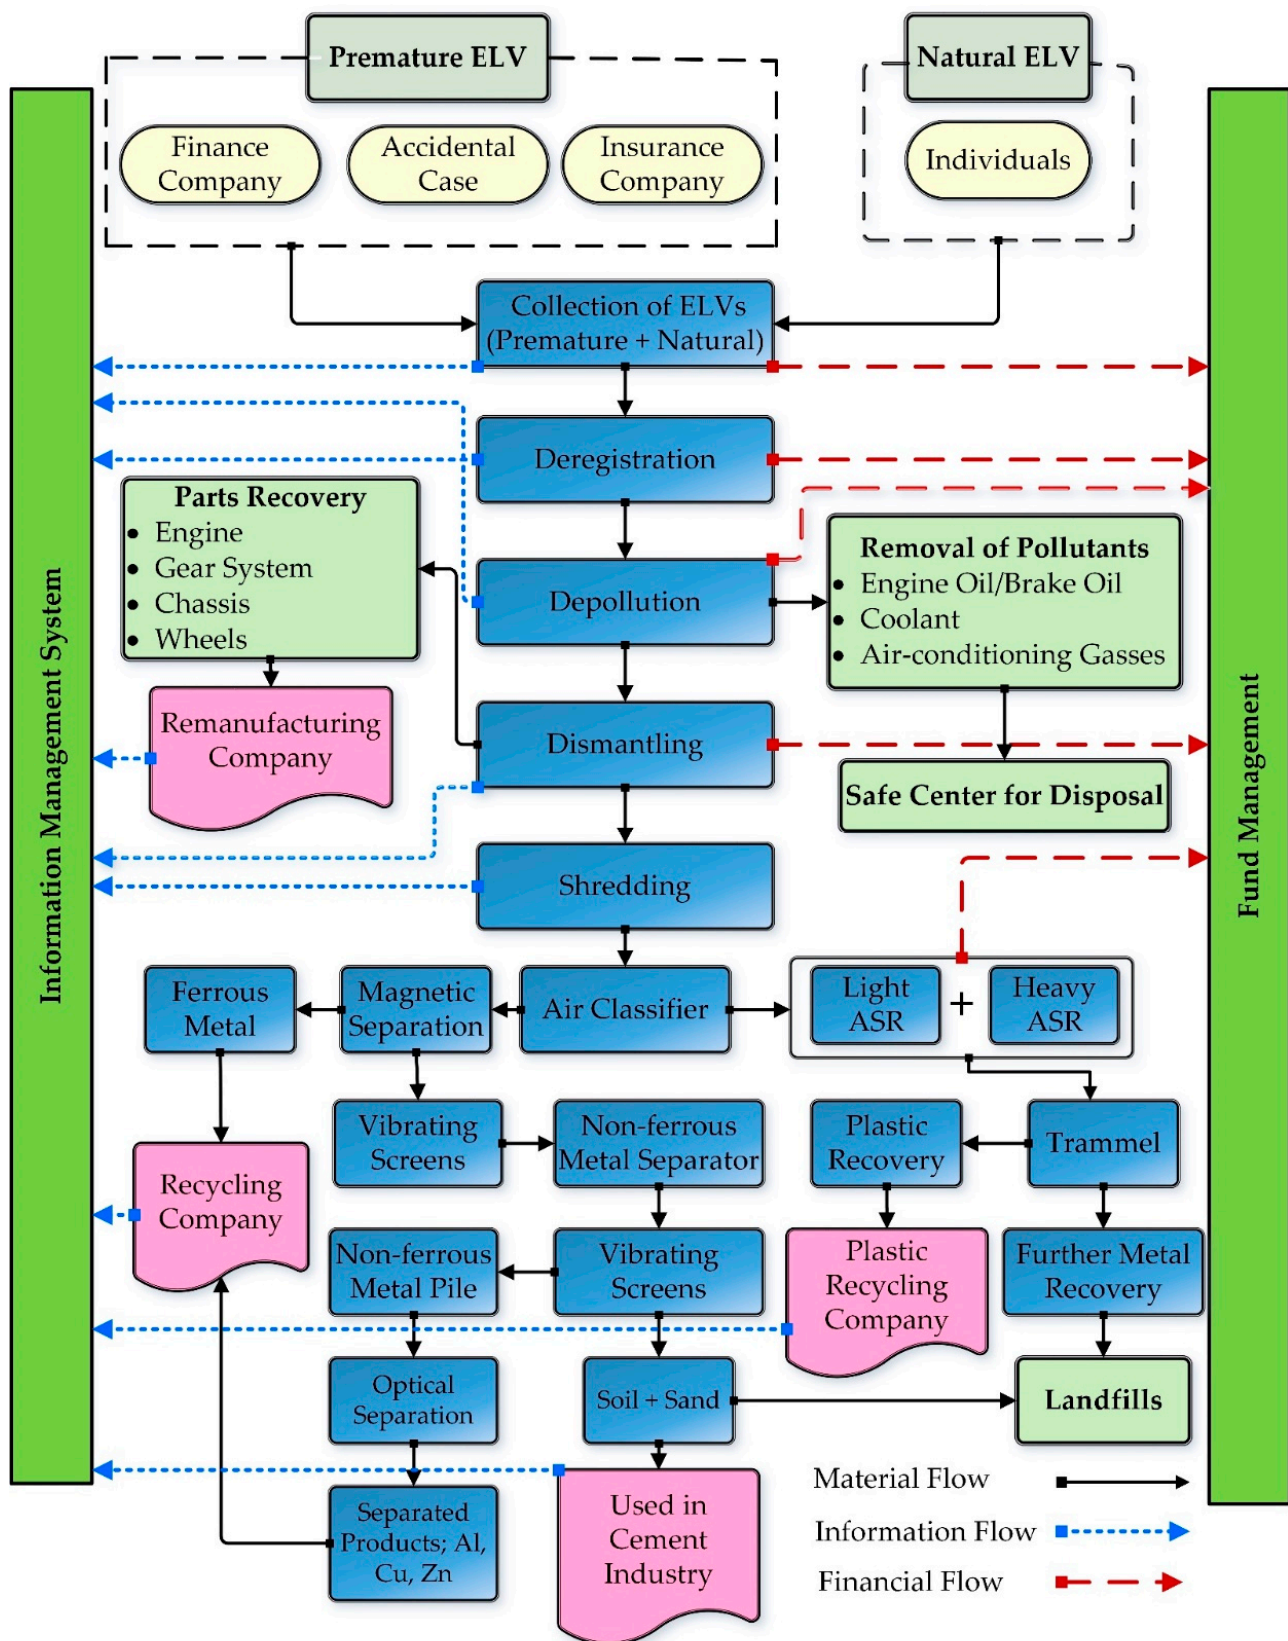 Premature ELV
Natural ELV
Finance
Company
Accidental
Case
Insurance
Company
Individuals
Information Management System
Fund Management
Collection of ELVs
(Premature + Natural)
Deregistration
Parts Recovery
• Engine
• Gear System
• Chassis
• Wheels
Depollution
Removal of Pollutants
• Engine Oil/Brake Oil
• Coolant
• Air-conditioning Gasses
Remanufacturing
Company
Dismantling
Safe Center for Disposal
Shredding
Ferrous
Metal
Magnetic
Separation
Air Classifier
Light
ASR
+
Heavy
ASR
Vibrating
Screens
Non-ferrous
Metal Separator
Plastic
Recovery
Trammel
Recycling
Company
Non-ferrous
Metal Pile
Vibrating
Screens
Plastic
Recycling
Company
Further Metal
Recovery
Optical
Separation
Soil + Sand
Landfills
Separated
Products; Al,
Cu, Zn
Used in
Cement
Industry
Material Flow
Information Flow
Financial Flow